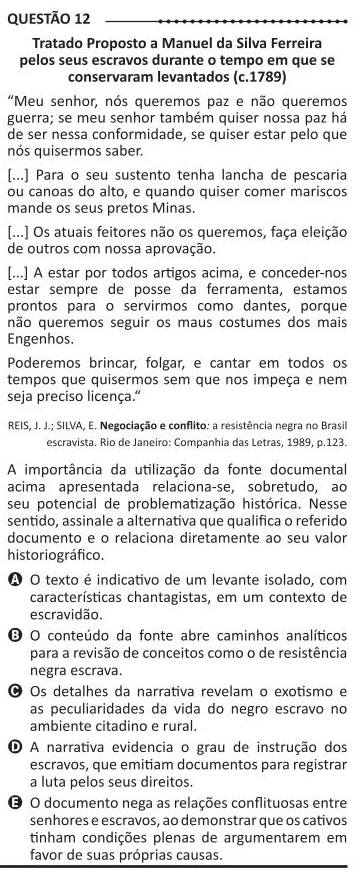 QUESTÃO 12
Tratado Proposto a Manuel da Silva Ferreira
pelos seus escravos durante o tempo em que se
conservaram levantados (c.1789)
“Meu senhor, nós queremos paz e não queremos
guerra; se meu senhor também quiser nossa paz há
de ser nessa conformidade, se quiser estar pelo que
nós quisermos saber.
[...] Para o seu sustento tenha lancha de pescaria
ou canoas do alto, e quando quiser comer mariscos
mande os seus pretos Minas.
[...] Os atuais feitores não os queremos, faça eleição
de outros com nossa aprovação.
[...] A estar por todos artigos acima, e conceder-nos
estar sempre de posse da ferramenta, estamos
prontos para o servirmos como dantes, porque
não queremos seguir os maus costumes dos mais
Engenhos.
Poderemos brincar, folgar, e cantar em todos os
tempos que quisermos sem que nos impeça e nem
seja preciso licença.“
REIS, J. J.; SILVA, E. Negociação e conflito: a resistência negra no Brasil
escravista. Rio de Janeiro: Companhia das Letras, 1989, p.123.
A importância da utilização da fonte documental
acima apresentada relaciona-se, sobretudo, ao
seu potencial de problematização histórica. Nesse
sentido, assinale a alternativa que qualifica o referido
documento e o relaciona diretamente ao seu valor
historiográfico.
A O texto é indicativo de um levante isolado, com
características chantagistas, em um contexto de
escravidão.
B O conteúdo da fonte abre caminhos analíticos
para a revisão de conceitos como o de resistência
negra escrava.
C Os detalhes da narrativa revelam o exotismo e
as peculiaridades da vida do negro escravo no
ambiente citadino e rural.
D A narrativa evidencia o grau de instrução dos
escravos, que emitiam documentos para registrar
a luta pelos seus direitos.
E O documento nega as relações conflituosas entre
senhores e escravos, ao demonstrar que os cativos
tinham condições plenas de argumentarem em
favor de suas próprias causas.